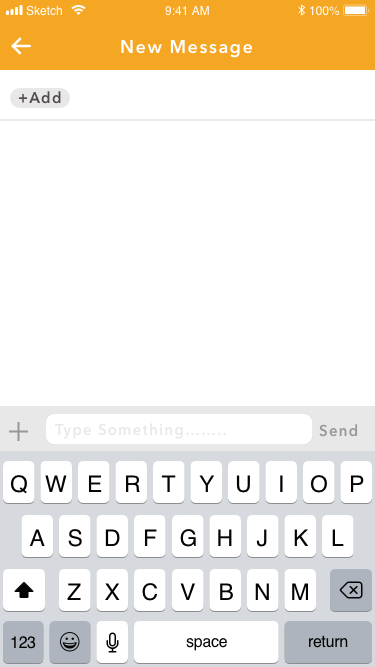 Sketch 9:41 AM 100%
New Message
+Add
Type Something........
Send
Q W E R T Y U I O P
A S D F G H J K L
Z X C V B N M
123 space return